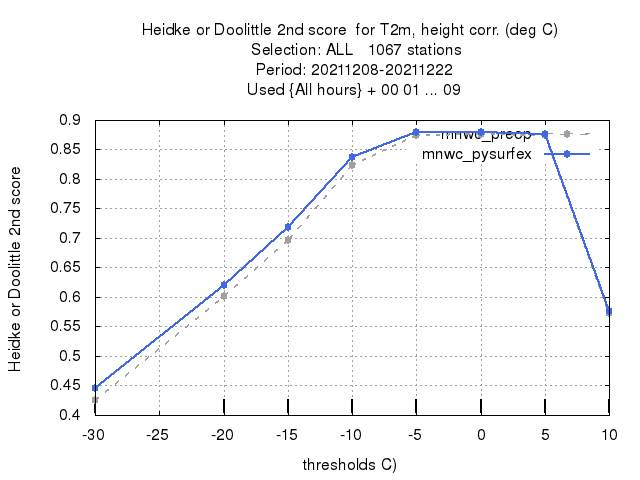 Heidke or Doolittle 2nd score  for T2m, height corr. (deg C)
Selection: ALL   1067 stations
Period: 20211208-20211222
Used {All hours} + 00 01 ... 09
0.9
mnwc_preop
0.85
mnwc_pysurfex
0.8
0.75
0.7
0.65
0.6
0.55
0.5
0.45
0.4
Heidke or Doolittle 2nd score
-30 -25 -20 -15 -10 -5 0 5 10
thresholds C)